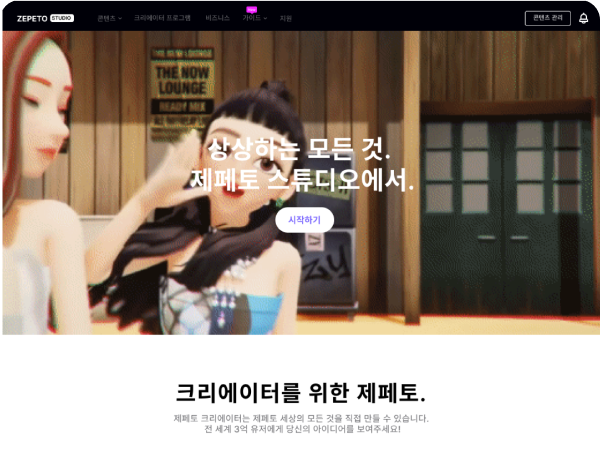 ZEPETO STUDIO 콘텐츠 크리에이터 프로그램 비즈니스 가이드 New 지원 콘텐츠 관리
THE NOW
LOUNGE
THE NOW
LOUNGE
READY MIX
상상하는 모든 것.
제페토 스튜디오에서.
시작하기
크리에이터를 위한 제페토.
제페토 크리에이터는 제페토 세상의 모든 것을 직접 만들 수 있습니다.
전 세계 3억 유저에게 당신의 아이디어를 보여주세요!